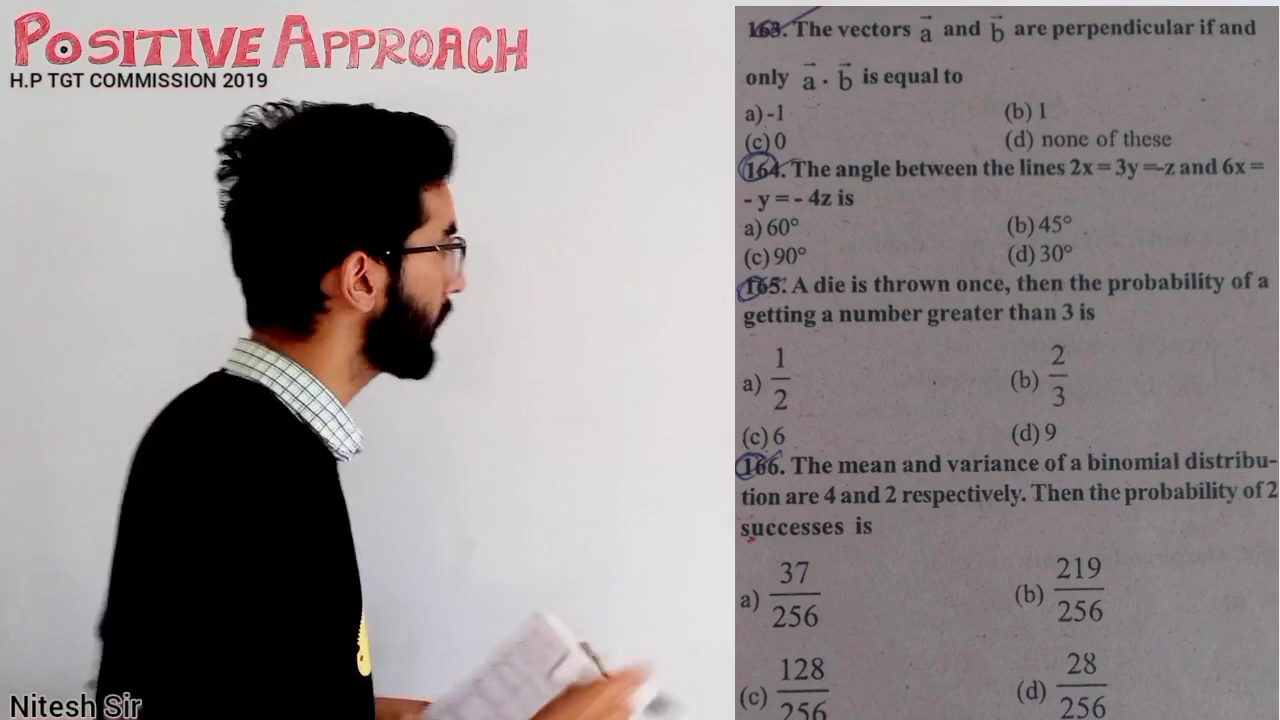 POSITIVE APPROACH
H.P TGT COMMISSION 2019
163. The vectors a⃗ and b⃗ are perpendicular if and
only a⃗ . b⃗ is equal to
a) -1 (b) 1
(c) 0 (d) none of these
164. The angle between the lines 2x = 3y =-z and 6x =
- y = - 4z is
a) 60° (b) 45°
(c) 90° (d) 30°
165. A die is thrown once, then the probability of a
getting a number greater than 3 is
a) 1/2 (b) 2/3
(c) 6 (d) 9
166. The mean and variance of a binomial distribu-
tion are 4 and 2 respectively. Then the probability of 2
successes is
a) 37/256 (b) 219/256
(c) 128/256 (d) 28/256
Nitesh Sir